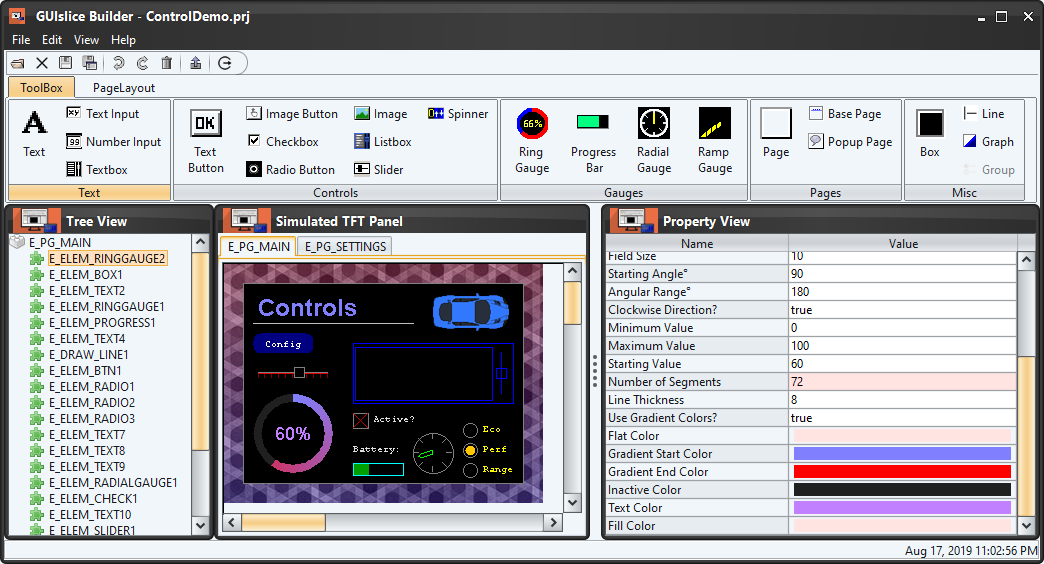 GUIslice Builder - ControlDemo.prj
File Edit View Help
ToolBox PageLayout
A
Text
Text Input
Number Input
Textbox
Text
OK
Text
Button
Image Button
Checkbox
Radio Button
Image
Listbox
Slider
Spinner
Controls
66%
Ring
Gauge
Progress
Bar
Radial
Gauge
Ramp
Gauge
Gauges
Page
Base Page
Popup Page
Pages
Box
Line
Graph
Group
Misc
Tree View
E_PG_MAIN
E_ELEM_RINGGAUGE2
E_ELEM_BOX1
E_ELEM_TEXT2
E_ELEM_RINGGAUGE1
E_ELEM_PROGRESS1
E_ELEM_TEXT4
E_DRAW_LINE1
E_ELEM_BTN1
E_ELEM_RADIO1
E_ELEM_RADIO2
E_ELEM_RADIO3
E_ELEM_TEXT7
E_ELEM_TEXT8
E_ELEM_TEXT9
E_ELEM_RADIALGAUGE1
E_ELEM_CHECK1
E_ELEM_TEXT10
E_ELEM_SLIDER1
Simulated TFT Panel
E_PG_MAIN E_PG_SETTINGS
Controls
Config
60%
Active?
Battery:
Eco
Perf
Range
Property View
Name Value
Field Size 10
Starting Angle° 90
Angular Range° 180
Clockwise Direction? true
Minimum Value 0
Maximum Value 100
Starting Value 60
Number of Segments 72
Line Thickness 8
Use Gradient Colors? true
Flat Color
Gradient Start Color
Gradient End Color
Inactive Color
Text Color
Fill Color
Aug 17, 2019 11:02:56 PM